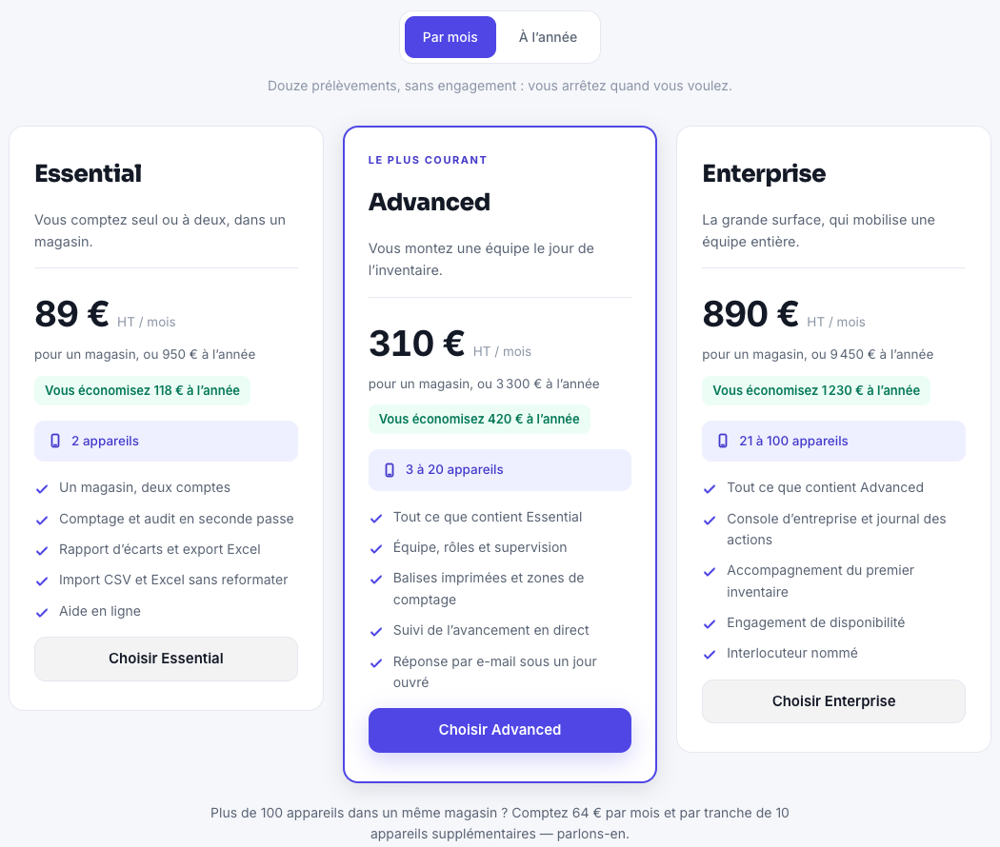 Par mois
À l’année
Douze prélèvements, sans engagement : vous arrêtez quand vous voulez.
Essential
Vous comptez seul ou à deux, dans un
magasin.
89 € HT / mois
pour un magasin, ou 950 € à l’année
Vous économisez 118 € à l’année
2 appareils
Un magasin, deux comptes
Comptage et audit en seconde passe
Rapport d’écarts et export Excel
Import CSV et Excel sans reformater
Aide en ligne
Choisir Essential
LE PLUS COURANT
Advanced
Vous montez une équipe le jour de
l’inventaire.
310 € HT / mois
pour un magasin, ou 3 300 € à l’année
Vous économisez 420 € à l’année
3 à 20 appareils
Tout ce que contient Essential
Équipe, rôles et supervision
Balises imprimées et zones de
comptage
Suivi de l’avancement en direct
Réponse par e-mail sous un jour
ouvré
Choisir Advanced
Enterprise
La grande surface, qui mobilise une
équipe entière.
890 € HT / mois
pour un magasin, ou 9 450 € à l’année
Vous économisez 1 230 € à l’année
21 à 100 appareils
Tout ce que contient Advanced
Console d’entreprise et journal des
actions
Accompagnement du premier
inventaire
Engagement de disponibilité
Interlocuteur nommé
Choisir Enterprise
Plus de 100 appareils dans un même magasin ? Comptez 64 € par mois et par tranche de 10
appareils supplémentaires — parlons-en.